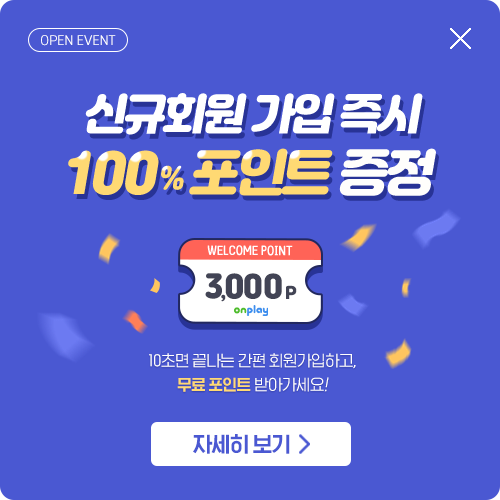 OPEN EVENT
신규회원 가입 즉시
100% 포인트 증정
WELCOME POINT
3,000P
onplay
10초면 끝나는 간편 회원가입하고,
무료 포인트 받아가세요!
자세히 보기 >